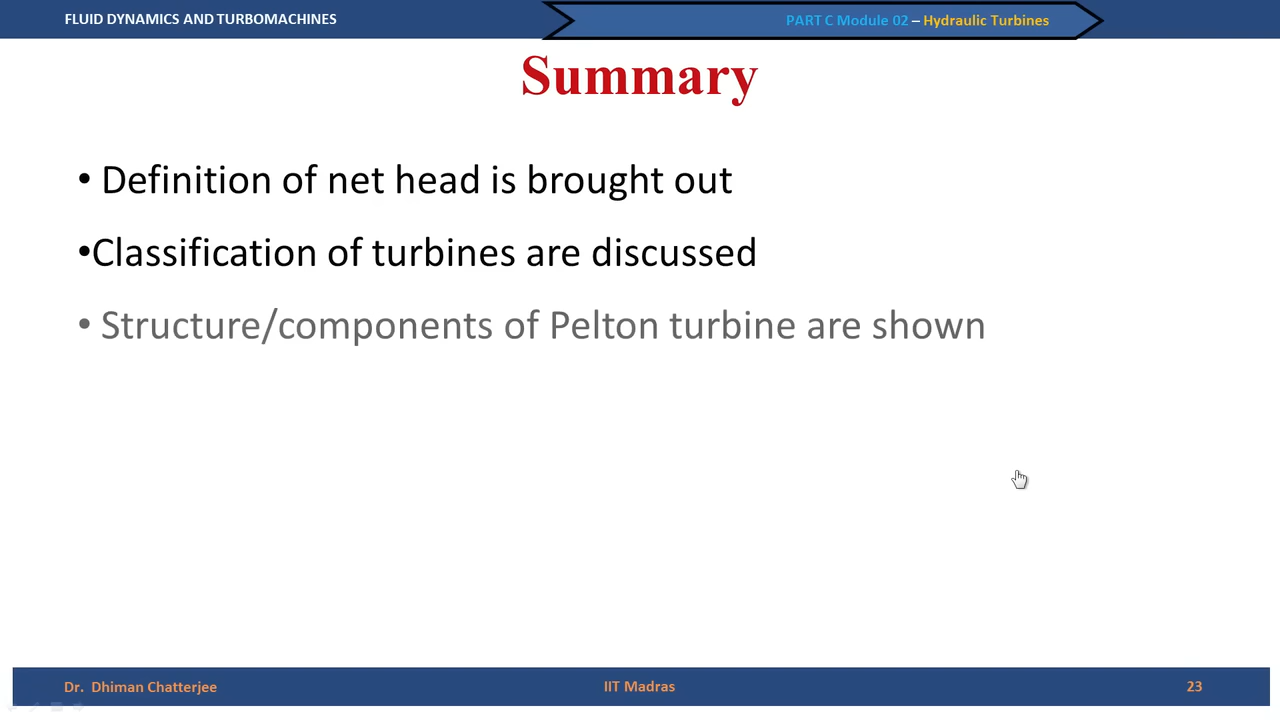 FLUID DYNAMICS AND TURBOMACHINES
PART C Module 02 – Hydraulic Turbines
Summary
• Definition of net head is brought out
•Classification of turbines are discussed
• Structure/components of Pelton turbine are shown
Dr. Dhiman Chatterjee
IIT Madras
23